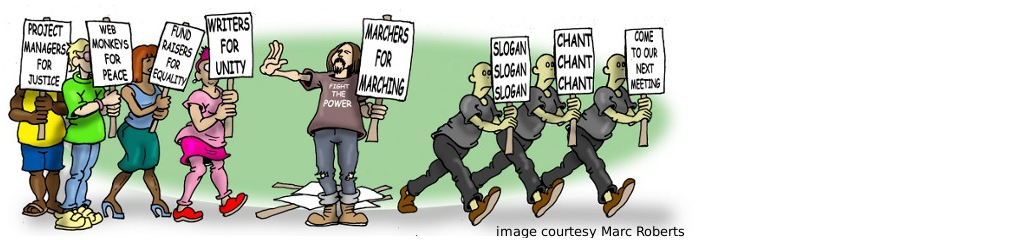 PROJECT
MANAGERS
FOR
JUSTICE
WEB
MONKEYS
FOR
PEACE
FUND
RAISERS
FOR
EQUALITY
WRITERS
FOR
UNITY
MARCHERS
FOR
MARCHING
FIGHT
THE
POWER
SLOGAN
SLOGAN
SLOGAN
CHANT
CHANT
CHANT
COME
TO OUR
NEXT
MEETING
image courtesy Marc Roberts